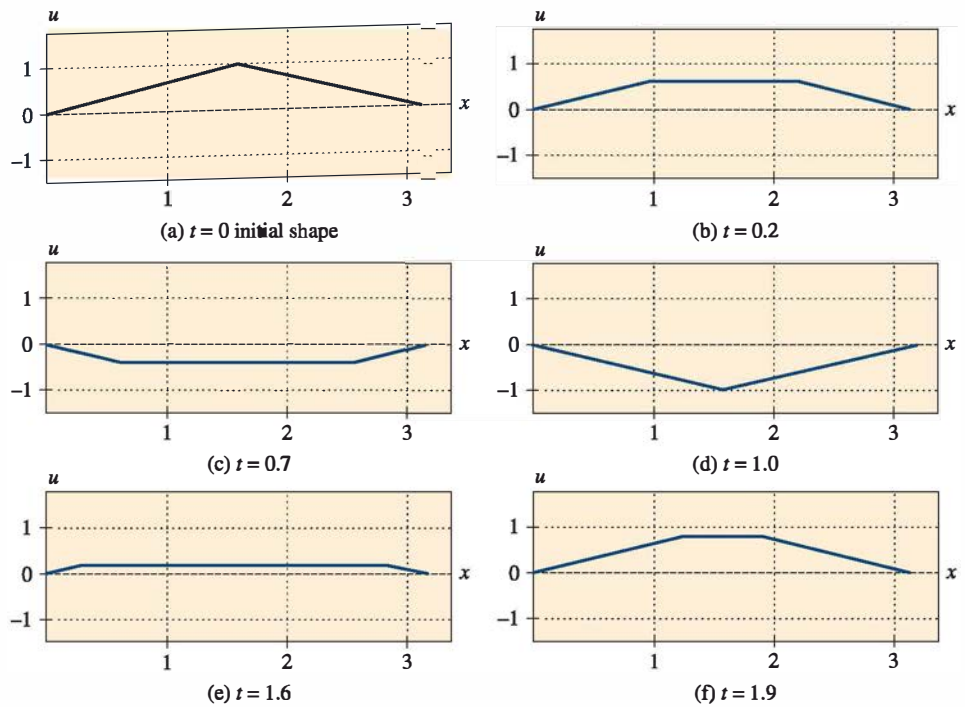 u
1
0
−1
x
1 2 3
(a) t = 0 initial shape
u
1
0
−1
x
1 2 3
(b) t = 0.2
u
1
0
−1
x
1 2 3
(c) t = 0.7
u
1
0
−1
x
1 2 3
(d) t = 1.0
u
1
0
−1
x
1 2 3
(e) t = 1.6
u
1
0
−1
x
1 2 3
(f) t = 1.9